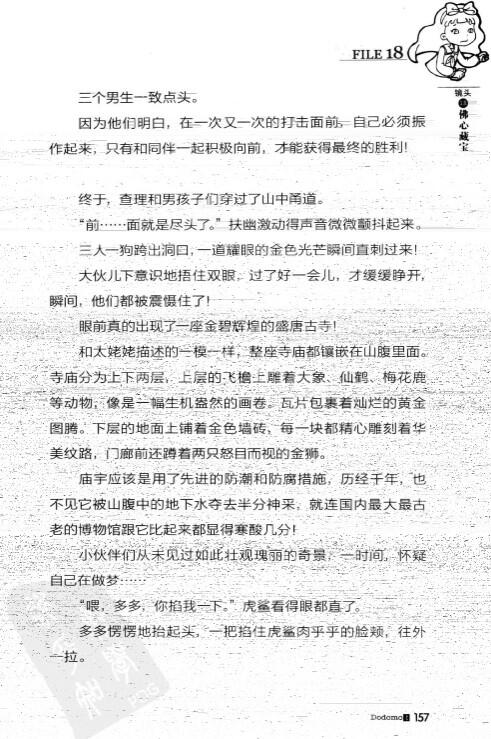 FILE 18
镜头
18
佛心藏宝
三个男生一致点头。
因为他们明白，在一次又一次的打击面前，自己必须振
作起来，只有和同伴一起积极向前，才能获得最终的胜利！
终于，查理和男孩子们穿过了山中甬道。
“前……面就是尽头了。”扶幽激动得声音微微颤抖起来。
三人一狗跨出洞口，一道耀眼的金色光芒瞬间直刺过来！
大伙儿下意识地捂住双眼，过了好一会儿，才缓缓睁开，
瞬间，他们都被震慑住了！
眼前真的出现了一座金碧辉煌的盛唐古寺！
和太姥姥描述的一模一样，整座寺庙都镶嵌在山腹里面。
寺庙分为上下两层，上层的飞檐上雕着大象、仙鹤、梅花鹿
等动物，像是一幅生机盎然的画卷。瓦片包裹着灿烂的黄金
图腾。下层的地面上铺着金色墙砖，每一块都精心雕刻着华
美纹路，门廊前还蹲着两只怒目而视的金狮。
庙宇应该是用了先进的防潮和防腐措施，历经千年，也
不见它被山腹中的地下水夺去半分神采，就连国内最大最古
老的博物馆跟它比起来都显得寒酸几分！
小伙伴们从未见过如此壮观瑰丽的奇景，一时间，怀疑
自己在做梦……
“喂，多多，你掐我一下。”虎鲨看得眼都直了。
多多愣愣地抬起头，一把掐住虎鲨肉乎乎的脸颊，往外
一拉。
Dodomo 157